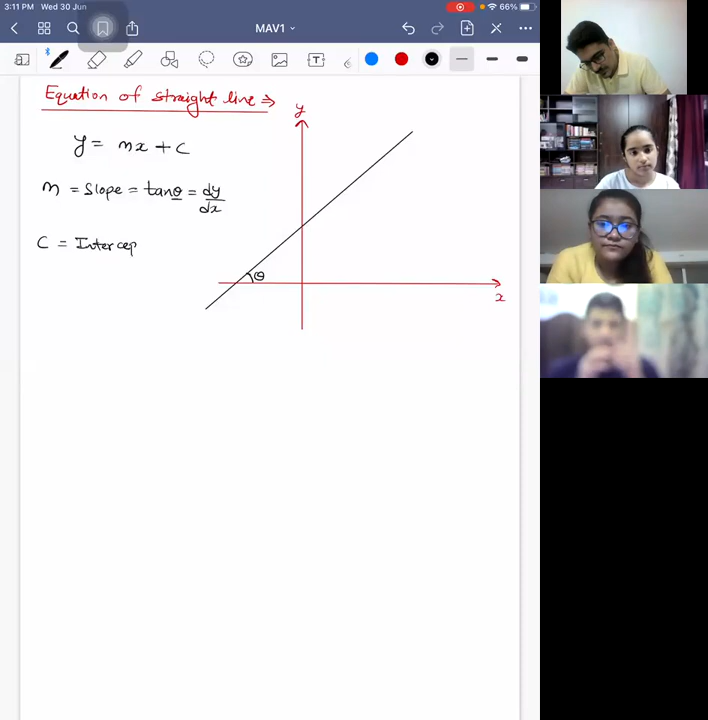 3:11 PM Wed 30 Jun
66%
MAV1
T
Equation of straight line ⇒
y = mx + c
m = slope = tanθ = dy/dx
C = Intercep
y
θ
x